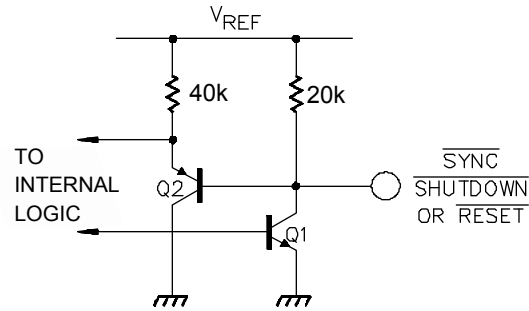 VREF
40k
20k
TO
INTERNAL
LOGIC
Q2
Q1
SYNC
SHUTDOWN
OR RESET